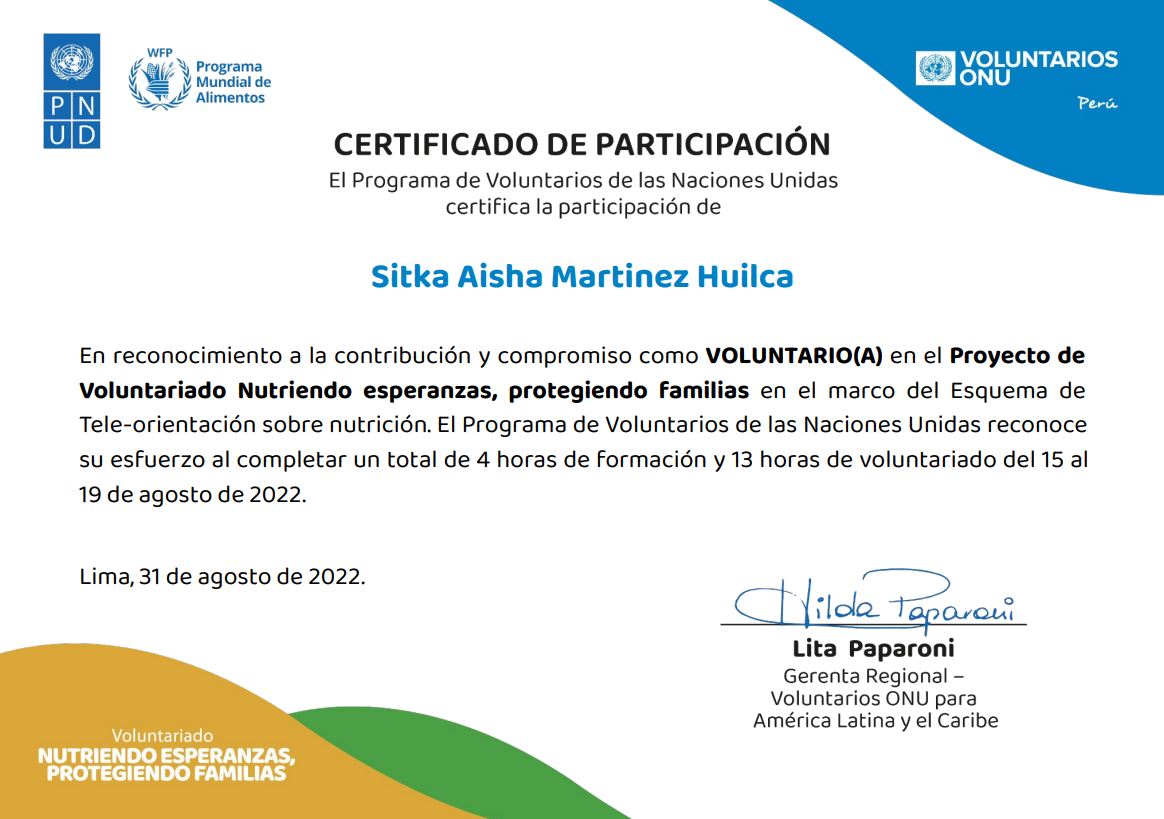 P N
U D
WFP
Programa
Mundial de
Alimentos
VOLUNTARIOS
ONU
Perú
CERTIFICADO DE PARTICIPACIÓN
El Programa de Voluntarios de las Naciones Unidas
certifica la participación de
Sitka Aisha Martinez Huilca
En reconocimiento a la contribución y compromiso como VOLUNTARIO(A) en el Proyecto de
Voluntariado Nutriendo esperanzas, protegiendo familias en el marco del Esquema de
Tele-orientación sobre nutrición. El Programa de Voluntarios de las Naciones Unidas reconoce
su esfuerzo al completar un total de 4 horas de formación y 13 horas de voluntariado del 15 al
19 de agosto de 2022.
Lima, 31 de agosto de 2022.
Hilda Paparoni
Lita Paparoni
Gerenta Regional –
Voluntarios ONU para
América Latina y el Caribe
Voluntariado
NUTRIENDO ESPERANZAS,
PROTEGIENDO FAMILIAS